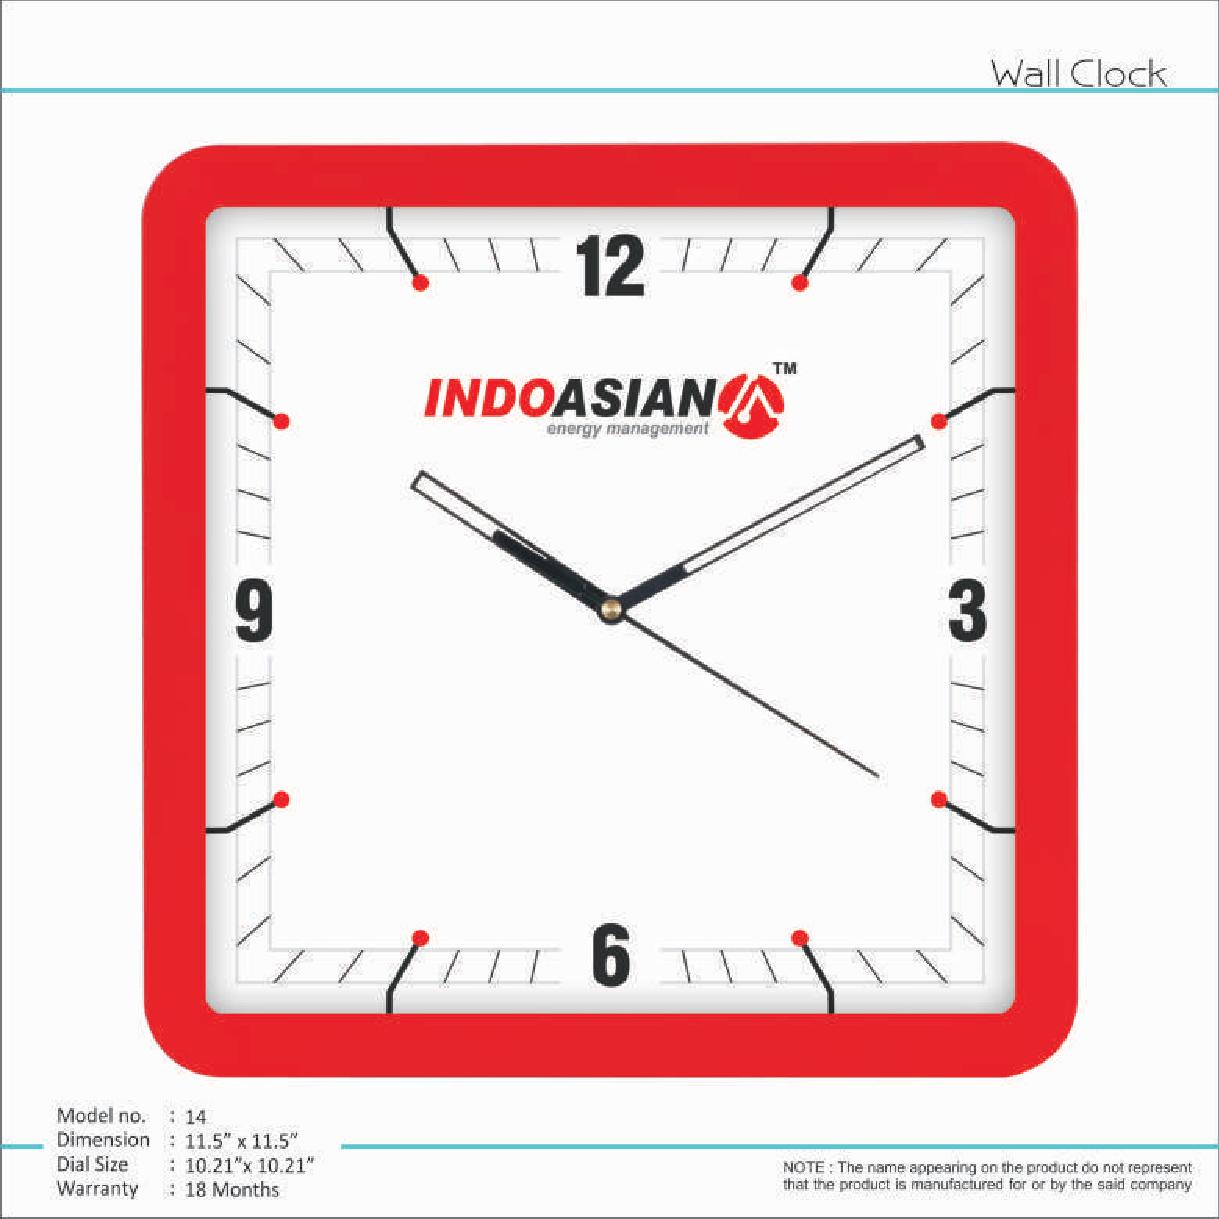 Wall Clock
12
INDOASIAN TM
energy management
9
3
6
Model no. : 14
Dimension : 11.5” x 11.5”
Dial Size : 10.21”x 10.21”
Warranty : 18 Months
NOTE : The name appearing on the product do not represent
that the product is manufactured for or by the said company